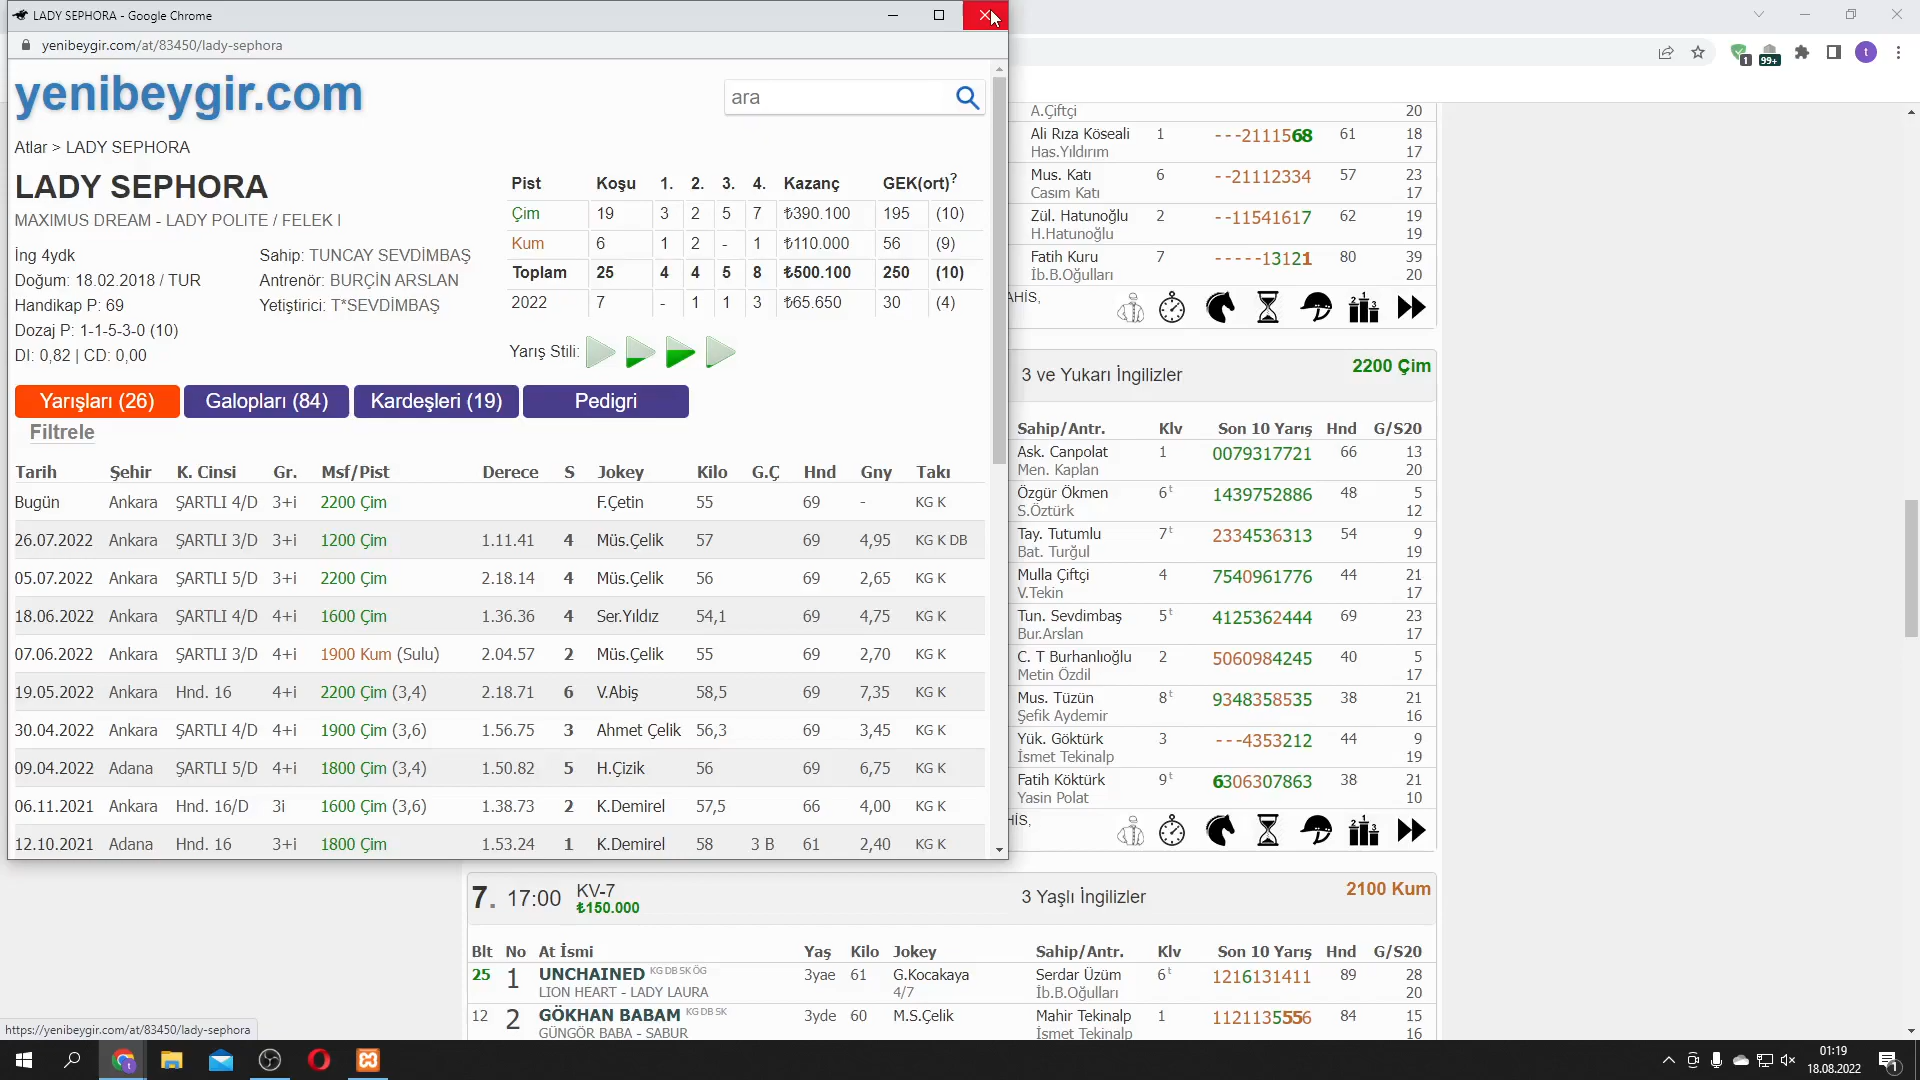 LADY SEPHORA - Google Chrome
yenibeygir.com/at/83450/lady-sephora
yenibeygir.com
ara
Atlar > LADY SEPHORA
LADY SEPHORA
MAXIMUS DREAM - LADY POLITE / FELEK I
İng 4ydk
Doğum: 18.02.2018 / TUR
Handikap P: 69
Dozaj P: 1-1-5-3-0 (10)
DI: 0,82 | CD: 0,00
Sahip: TUNCAY SEVDİMBAŞ
Antrenör: BURÇİN ARSLAN
Yetiştirici: T*SEVDİMBAŞ
Pist Koşu 1. 2. 3. 4. Kazanç GEK(ort)?
Çim 19 3 2 5 7 ₺390.100 195 (10)
Kum 6 1 2 - 1 ₺110.000 56 (9)
Toplam 25 4 4 5 8 ₺500.100 250 (10)
2022 7 - 1 1 3 ₺65.650 30 (4)
Yarış Stili:
Yarışları (26) Galopları (84) Kardeşleri (19) Pedigri
Filtrele
Tarih Şehir K. Cinsi Gr. Msf/Pist Derece S Jokey Kilo G.Ç Hnd Gny Takı
Bugün Ankara ŞARTLI 4/D 3+i 2200 Çim F.Çetin 55 69 - KG K
26.07.2022 Ankara ŞARTLI 3/D 3+i 1200 Çim 1.11.41 4 Müs.Çelik 57 69 4,95 KG K DB
05.07.2022 Ankara ŞARTLI 5/D 3+i 2200 Çim 2.18.14 4 Müs.Çelik 56 69 2,65 KG K
18.06.2022 Ankara ŞARTLI 4/D 4+i 1600 Çim 1.36.36 4 Ser.Yıldız 54,1 69 4,75 KG K
07.06.2022 Ankara ŞARTLI 3/D 4+i 1900 Kum (Sulu) 2.04.57 2 Müs.Çelik 55 69 2,70 KG K
19.05.2022 Ankara Hnd. 16 4+i 2200 Çim (3,4) 2.18.71 6 V.Abiş 58,5 69 7,35 KG K
30.04.2022 Ankara ŞARTLI 4/D 4+i 1900 Çim (3,6) 1.56.75 3 Ahmet Çelik 56,3 69 3,45 KG K
09.04.2022 Adana ŞARTLI 5/D 4+i 1800 Çim (3,4) 1.50.82 5 H.Çizik 56 69 6,75 KG K
06.11.2021 Ankara Hnd. 16/D 3i 1600 Çim (3,6) 1.38.73 2 K.Demirel 57,5 66 4,00 KG K
12.10.2021 Adana Hnd. 16 3+i 1800 Çim 1.53.24 1 K.Demirel 58 3 B 61 2,40 KG K
1 99+ t
A.Çiftçi 20
Ali Rıza Köseali 1 ---2111568 61 18
Has.Yıldırım 17
Mus. Katı 6 --21112334 57 23
Casım Katı 17
Zül. Hatunoğlu 2 --11541617 62 19
H.Hatunoğlu 19
Fatih Kuru 7 -----13121 80 39
İb.B.Oğulları 20
AHİS,
3 ve Yukarı İngilizler 2200 Çim
Sahip/Antr. Klv Son 10 Yarış Hnd G/S20
Ask. Canpolat 1 0079317721 66 13
Men. Kaplan 20
Özgür Ökmen 6t 1439752886 48 5
S.Öztürk 12
Tay. Tutumlu 7t 2334536313 54 9
Bat. Turğul 19
Mulla Çiftçi 4 7540961776 44 21
V.Tekin 17
Tun. Sevdimbaş 5t 4125362444 69 23
Bur.Arslan 17
C. T Burhanlıoğlu 2 5060984245 40 5
Metin Özdil 17
Mus. Tüzün 8t 9348358535 38 21
Şefik Aydemir 16
Yük. Göktürk 3 ---4353212 44 9
İsmet Tekinalp 19
Fatih Köktürk 9t 6306307863 38 21
Yasin Polat 10
HİS,
7. 17:00 KV-7 3 Yaşlı İngilizler 2100 Kum
₺150.000
Blt No At İsmi Yaş Kilo Jokey Sahip/Antr. Klv Son 10 Yarış Hnd G/S20
25 1 UNCHAINED KG DB SK ÖG 3yae 61 G.Kocakaya Serdar Üzüm 6t 1216131411 89 28
LION HEART - LADY LAURA 4/7 İb.B.Oğulları 20
12 2 GÖKHAN BABAM KG DB SK 3yde 60 M.S.Çelik Mahir Tekinalp 1 1121135556 84 15
GÜNGÖR BABA - SABUR İsmet Tekinalp 16
https://yenibeygir.com/at/83450/lady-sephora
01:19
18.08.2022
1